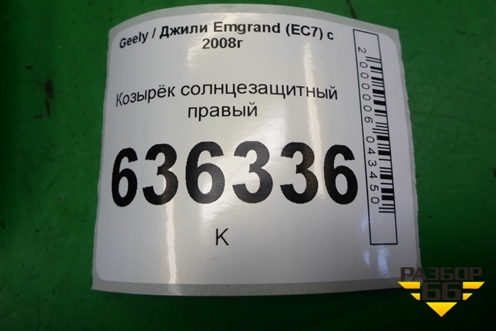 Geely / Джили Emgrand (EC7) с
2008г
Козырёк солнцезащитный
правый
636336
К
2000006043450
РАЗБОР
66